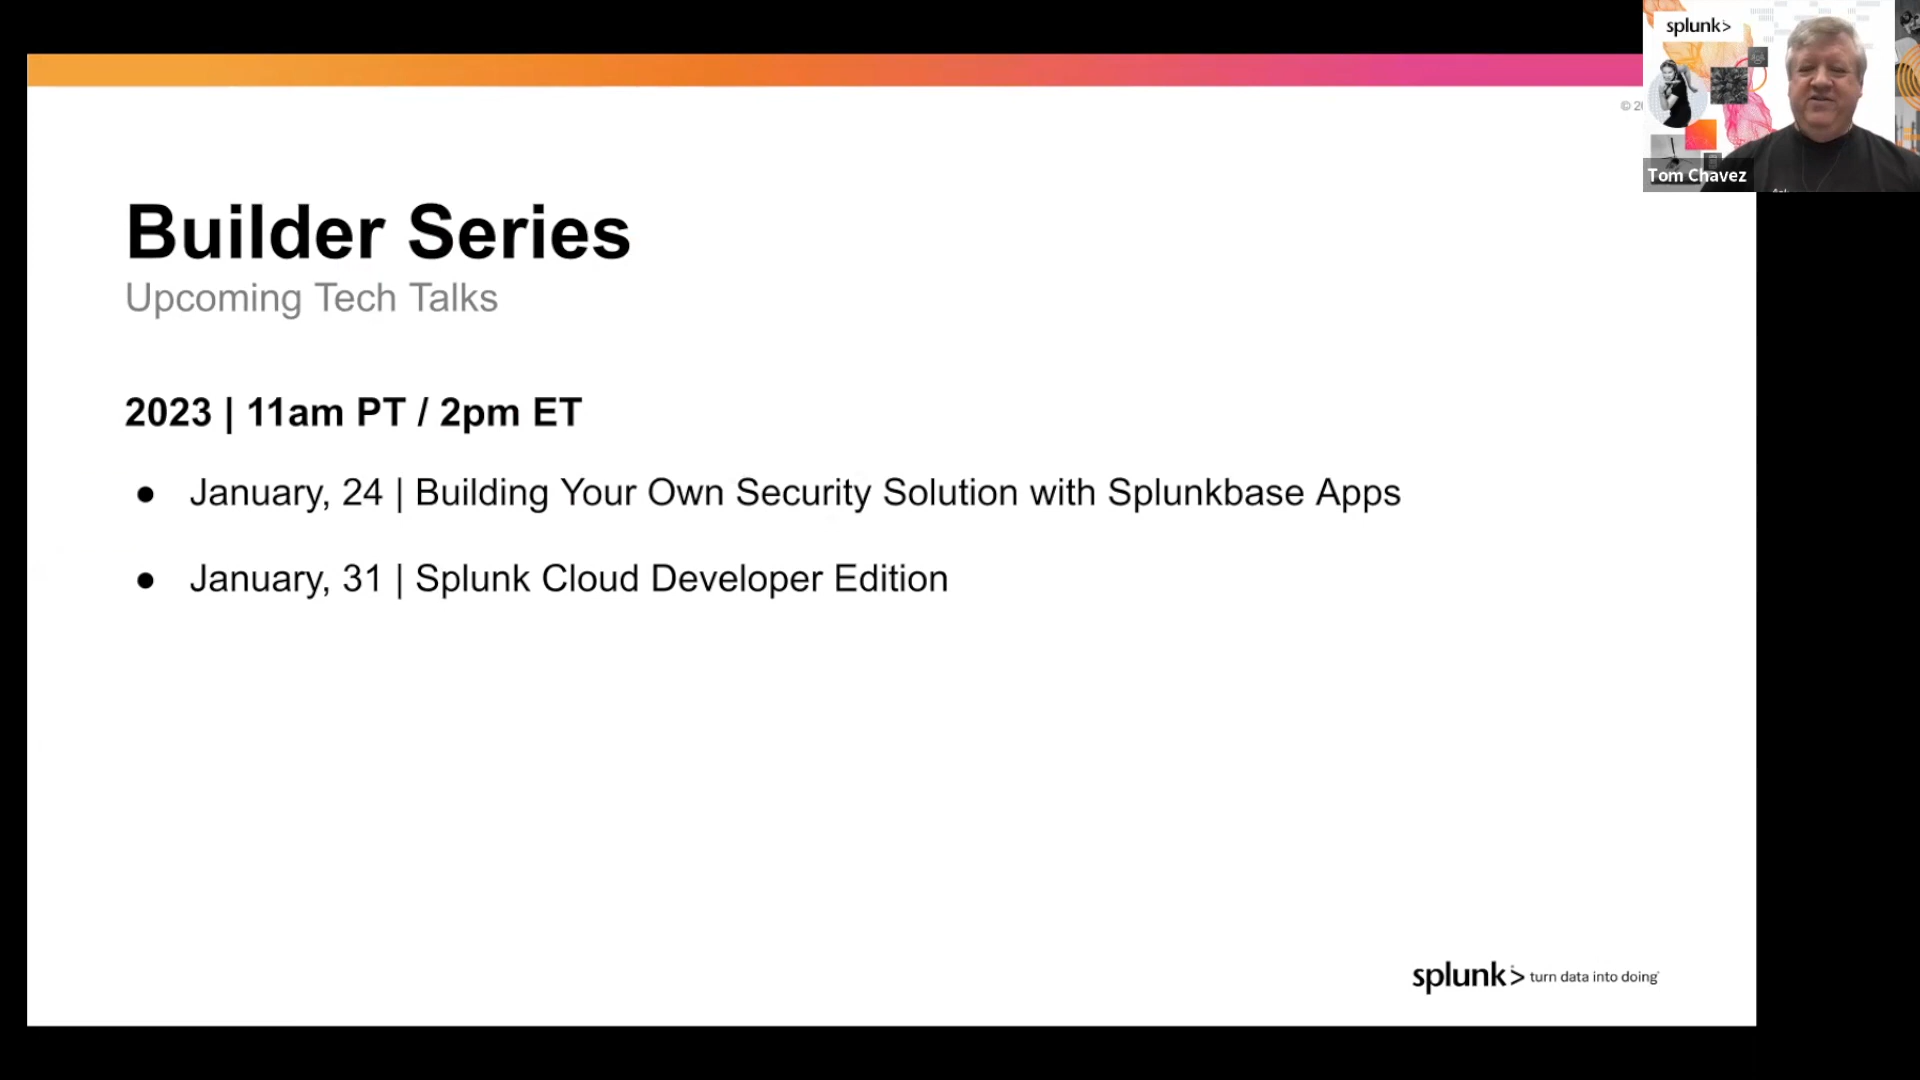 splunk>
© 20
Tom Chavez
Builder Series
Upcoming Tech Talks
2023 | 11am PT / 2pm ET
● January, 24 | Building Your Own Security Solution with Splunkbase Apps
● January, 31 | Splunk Cloud Developer Edition
splunk> turn data into doing